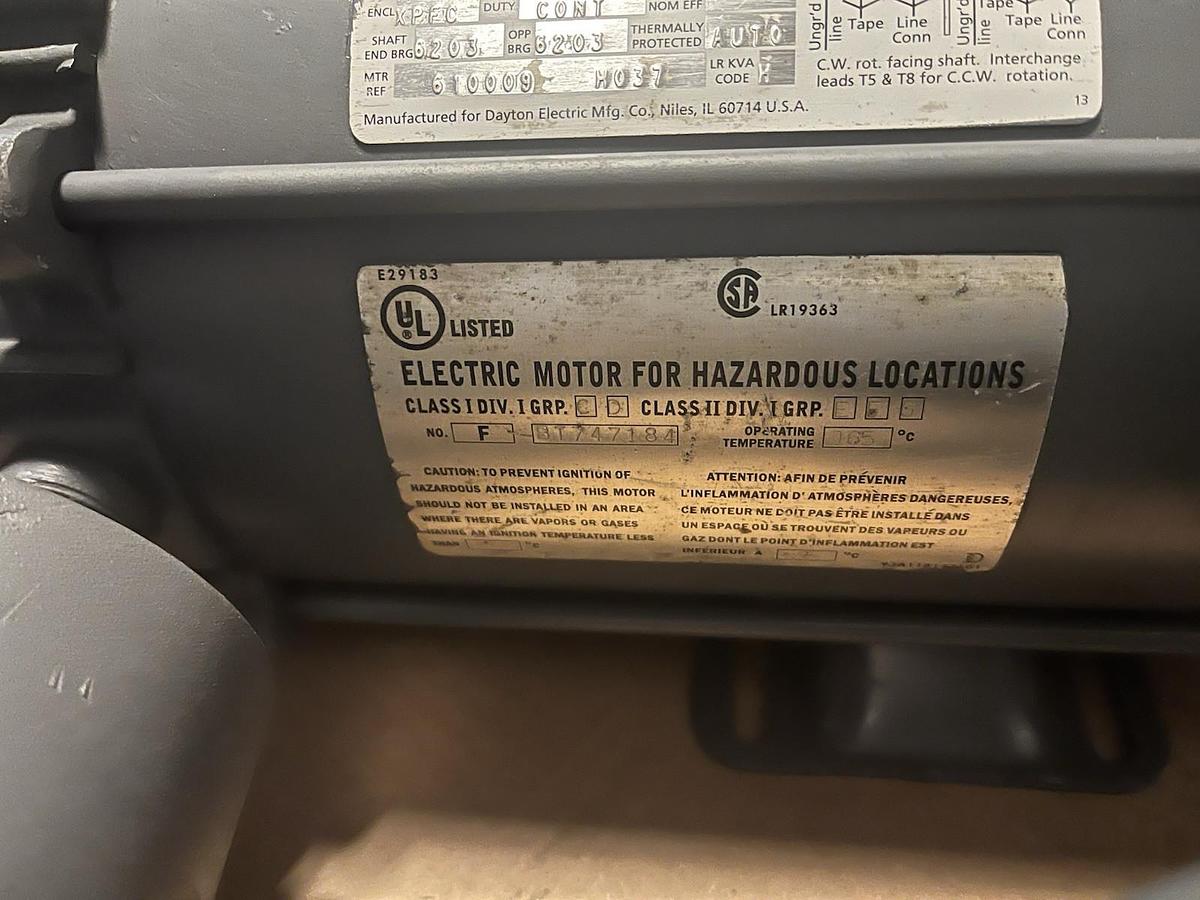 ENCL XPFC DUTY CONT NOM EFF
SHAFT END BRG 6203 OPP BRG 6203 THERMALLY PROTECTED AUTO
MTR REF 610009 H037 LR KVA CODE
Ungr'd line Tape Line Conn Ungr'd line Tape Tape Line Conn
C.W. rot. facing shaft. Interchange
leads T5 & T8 for C.C.W. rotation.
Manufactured for Dayton Electric Mfg. Co., Niles, IL 60714 U.S.A.
13
E29183
UL® LISTED
SA LR19363
ELECTRIC MOTOR FOR HAZARDOUS LOCATIONS
CLASS I DIV. I GRP. C D CLASS II DIV. I GRP. E F G
NO. F BT747184 OPERATING TEMPERATURE 165 °C
CAUTION: TO PREVENT IGNITION OF
HAZARDOUS ATMOSPHERES, THIS MOTOR
SHOULD NOT BE INSTALLED IN AN AREA
WHERE THERE ARE VAPORS OR GASES
HAVING AN IGNITION TEMPERATURE LESS
THAN °C
ATTENTION: AFIN DE PRÉVENIR
L'INFLAMMATION D' ATMOSPHÈRES DANGEREUSES,
CE MOTEUR NE DOIT PAS ÊTRE INSTALLÉ DANS
UN ESPACE OÙ SE TROUVENT DES VAPEURS OU
GAZ DONT LE POINT D'INFLAMMATION EST
INFÉRIEUR À °C
D